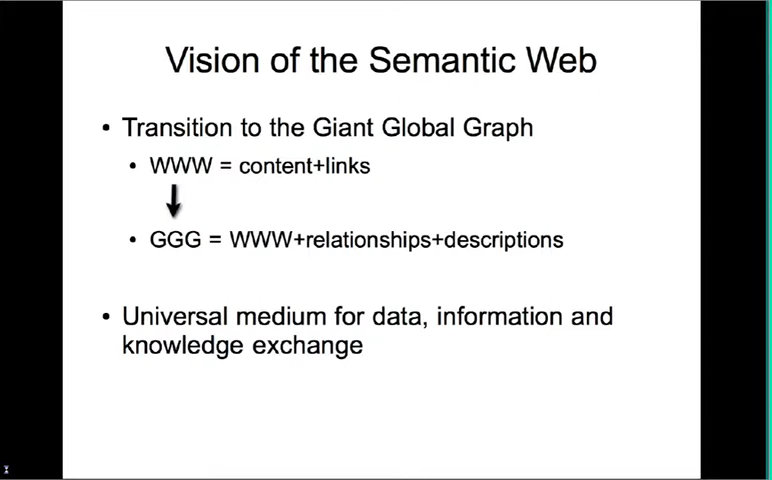 Vision of the Semantic Web
• Transition to the Giant Global Graph
• WWW = content+links
• GGG = WWW+relationships+descriptions
• Universal medium for data, information and
knowledge exchange